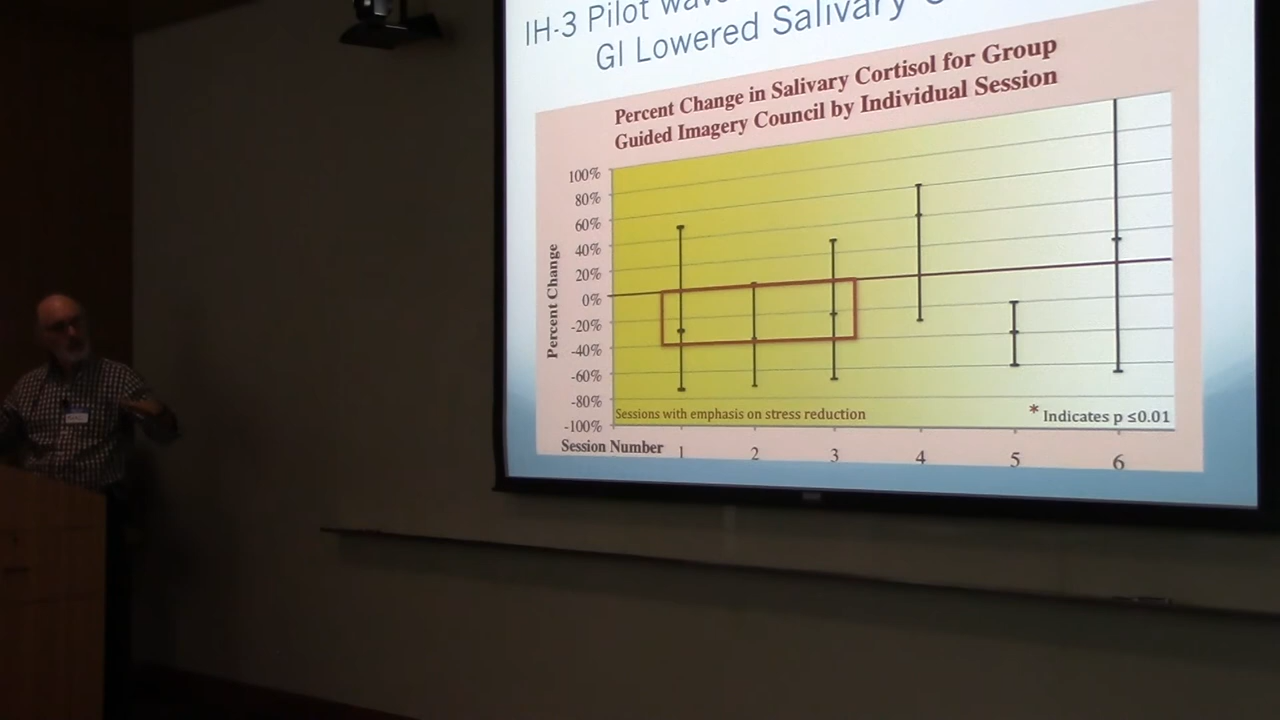 IH-3 Pilot wave
GI Lowered Salivary
Percent Change in Salivary Cortisol for Group
Guided Imagery Council by Individual Session
Percent Change
100%
80%
60%
40%
20%
0%
-20%
-40%
-60%
-80%
-100%
Sessions with emphasis on stress reduction
* Indicates p ≤0.01
Session Number 1 2 3 4 5 6